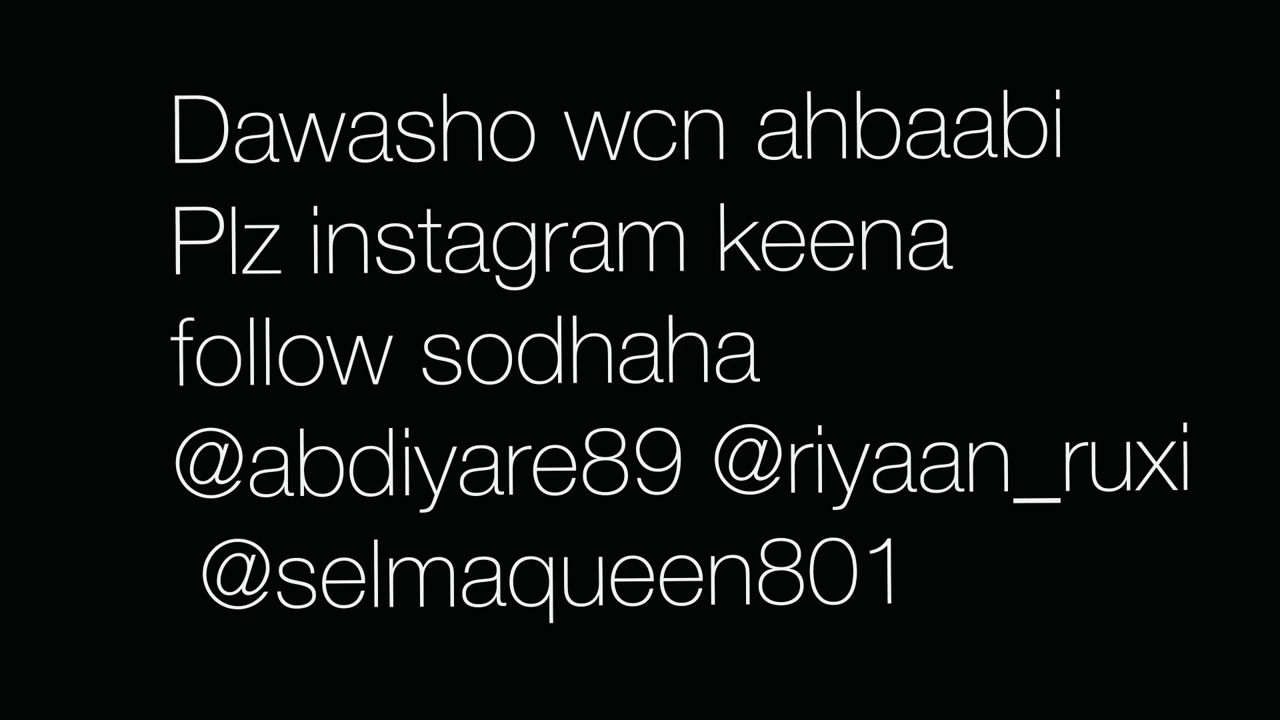 Dawasho wcn ahbaabi
Plz instagram keena
follow sodhaha
@abdiyare89 @riyaan_ruxi
@selmaqueen801